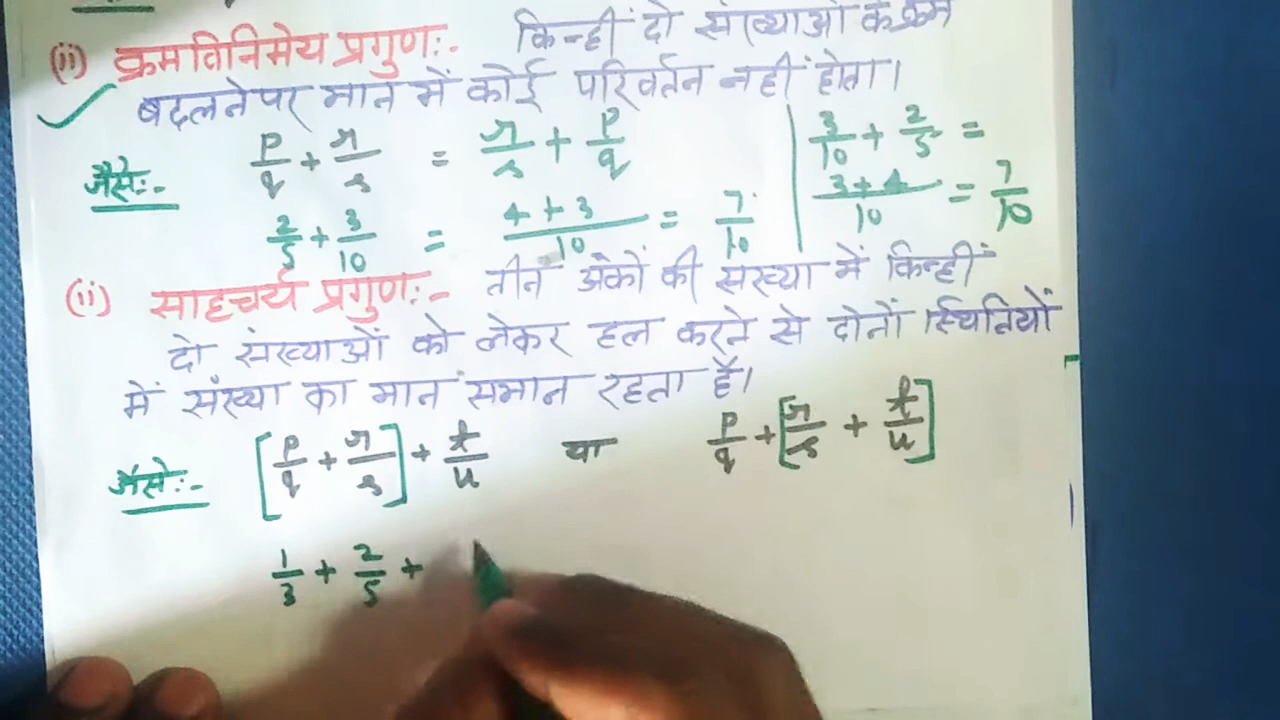 (ii) क्रमविनिमेय प्रगुणः- किन्हीं दो संख्याओं के क्रम
बदलने पर मान में कोई परिवर्तन नहीं होता।
जैसेः- p/q + r/s = r/s + p/q
2/5 + 3/10 = 4+3/10 = 7/10
3/10 + 2/5 =
3+4/10 = 7/10
(ii) साहचर्य प्रगुणः- तीन अंकों की संख्या में किन्हीं
दो संख्याओं को लेकर हल करने से दोनों स्थितियों
में संख्या का मान समान रहता है।
जैसेः- [p/q + r/s] + t/u या p/q + [r/s + t/u]
1/3 + 2/5 +